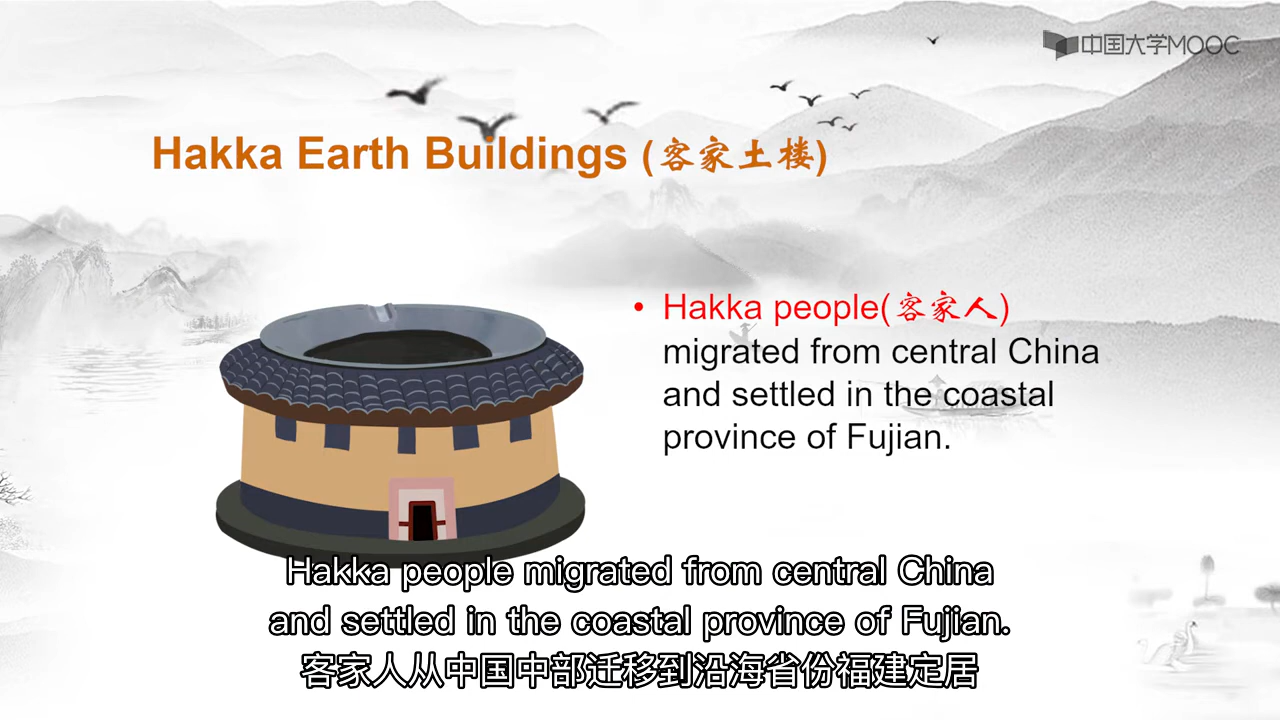 中国大学MOOC
Hakka Earth Buildings (客家土楼)
• Hakka people(客家人)
migrated from central China
and settled in the coastal
province of Fujian.
Hakka people migrated from central China
and settled in the coastal province of Fujian.
客家人从中国中部迁移到沿海省份福建定居